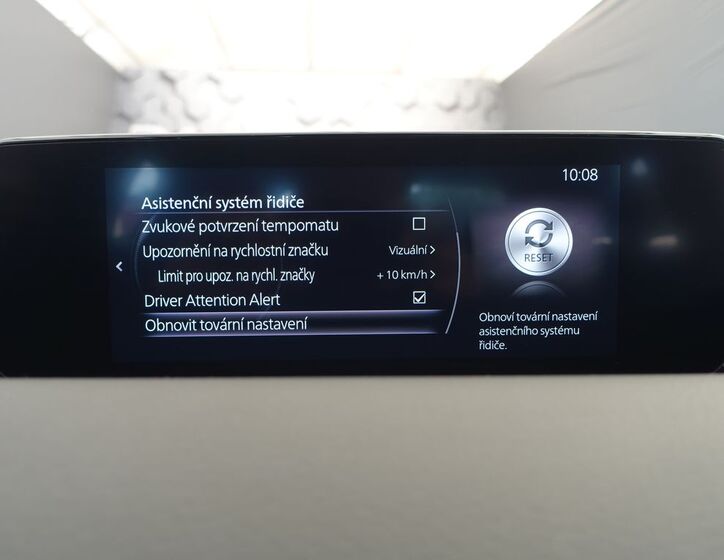 10:08
Asistenční systém řidiče
Zvukové potvrzení tempomatu
Upozornění na rychlostní značku Vizuální >
Limit pro upoz. na rychl. značky + 10 km/h >
Driver Attention Alert
Obnovit tovární nastavení
RESET
Obnoví tovární nastavení
asistenčního systému
řidiče.